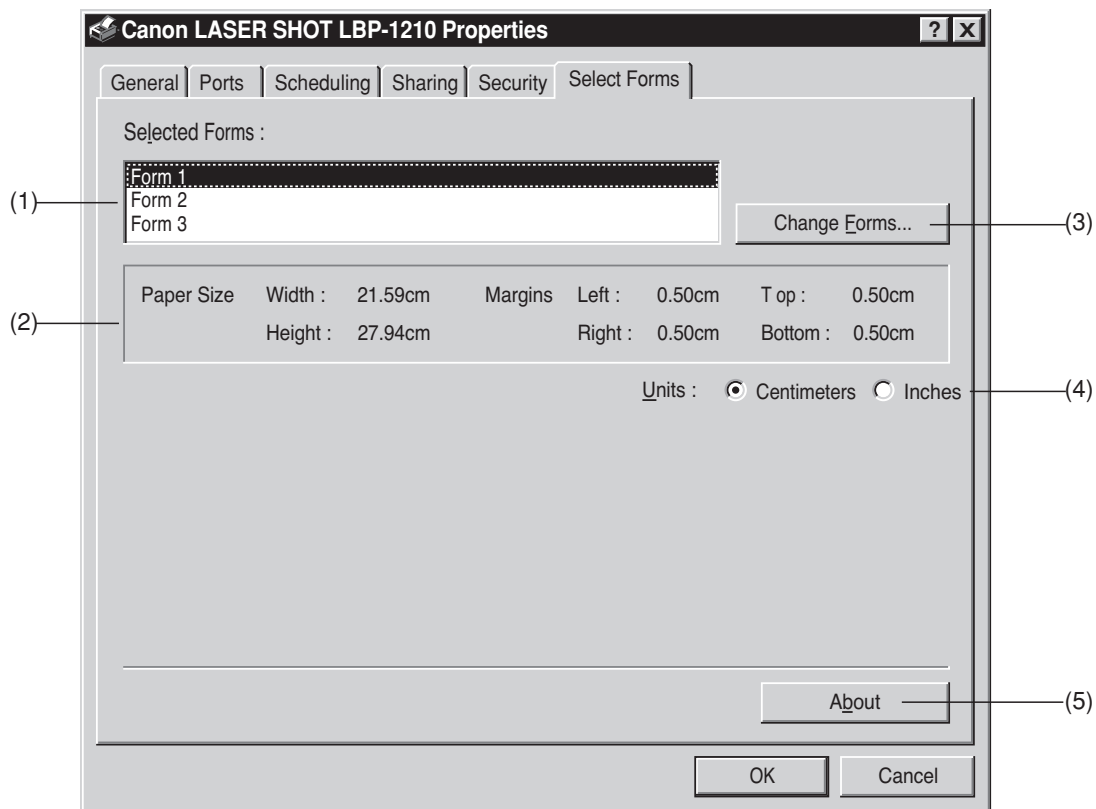 Canon LASER SHOT LBP-1210 Properties ? X
General Ports Scheduling Sharing Security Select Forms
Selected Forms :
Form 1
(1) Form 2
Form 3
Change Forms... (3)
(2) Paper Size Width : 21.59cm Margins Left : 0.50cm Top : 0.50cm
Height : 27.94cm Right : 0.50cm Bottom : 0.50cm
Units : Centimeters Inches (4)
About (5)
OK Cancel